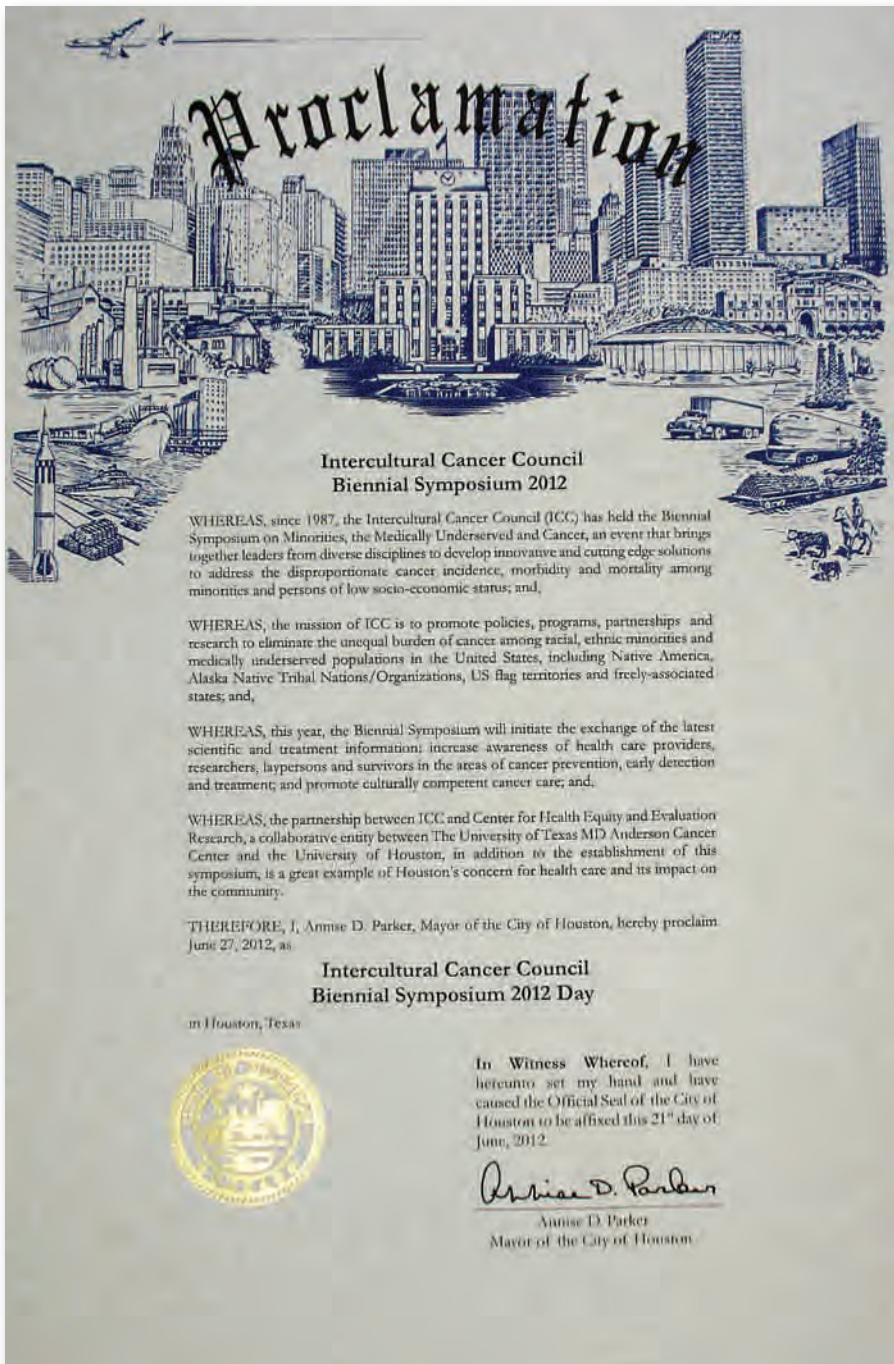 Proclamation
Intercultural Cancer Council
Biennial Symposium 2012
WHEREAS, since 1987, the Intercultural Cancer Council (ICC) has held the Biennial
Symposium on Minorities, the Medically Underserved and Cancer, an event that brings
together leaders from diverse disciplines to develop innovative and cutting edge solutions
to address the disproportionate cancer incidence, morbidity and mortality among
minorities and persons of low socio-economic status; and,
WHEREAS, the mission of ICC is to promote policies, programs, partnerships and
research to eliminate the unequal burden of cancer among racial, ethnic minorities and
medically underserved populations in the United States, including Native America,
Alaska Native Tribal Nations/Organizations, US flag territories and freely-associated
states; and,
WHEREAS, this year, the Biennial Symposium will initiate the exchange of the latest
scientific and treatment information; increase awareness of health care providers,
researchers, laypersons and survivors in the areas of cancer prevention, early detection
and treatment; and promote culturally competent cancer care; and,
WHEREAS, the partnership between ICC and Center for Health Equity and Evaluation
Research, a collaborative entity between The University of Texas MD Anderson Cancer
Center and the University of Houston, in addition to the establishment of this
symposium, is a great example of Houston's concern for health care and its impact on
the community.
THEREFORE, I, Annise D. Parker, Mayor of the City of Houston, hereby proclaim
June 27, 2012, as
Intercultural Cancer Council
Biennial Symposium 2012 Day
in Houston, Texas
In Witness Whereof, I have
hereunto set my hand and have
caused the Official Seal of the City of
Houston to be affixed this 21st day of
June, 2012
Annise D. Parker
Annise D. Parker
Mayor of the City of Houston